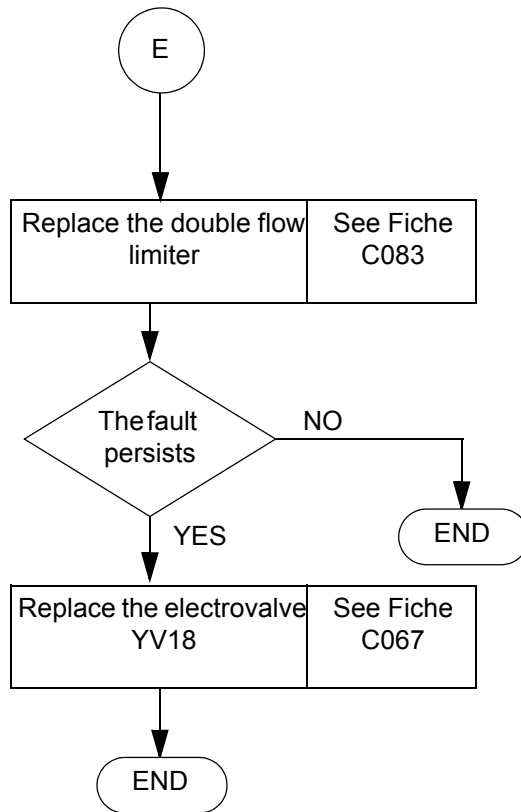 E
Replace the double flow
limiter
See Fiche
C083
The fault
persists
NO
END
YES
Replace the electrovalve
YV18
See Fiche
C067
END